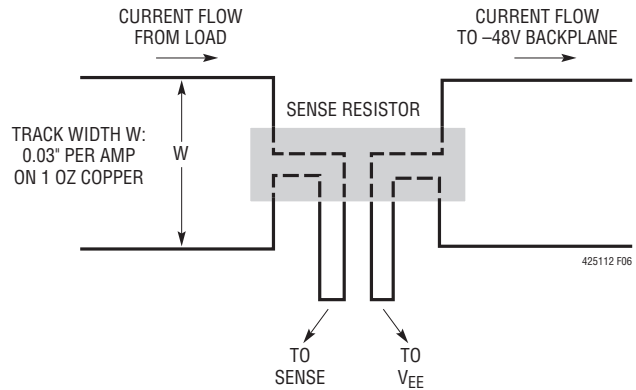 CURRENT FLOW
FROM LOAD
CURRENT FLOW
TO –48V BACKPLANE
SENSE RESISTOR
TRACK WIDTH W:
0.03" PER AMP
ON 1 OZ COPPER
W
425112 F06
TO
SENSE
TO
VEE